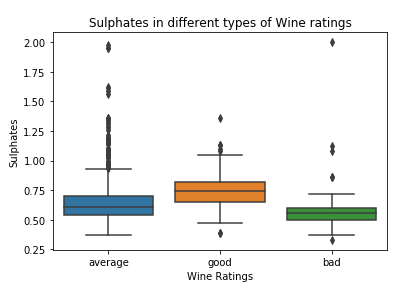 Sulphates in different types of Wine ratings
2.00
1.75
1.50
1.25
1.00
0.75
0.50
0.25
Sulphates
average good bad
Wine Ratings